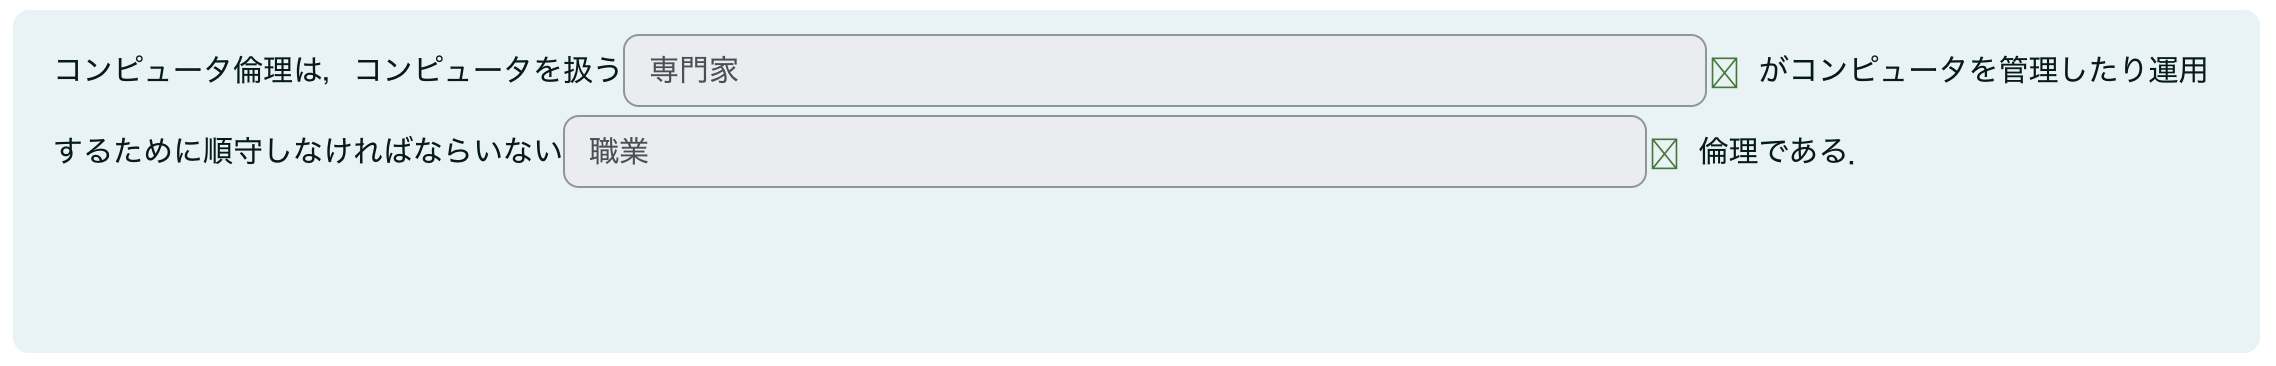 コンピュータ倫理は，コンピュータを扱う 専門家 がコンピュータを管理したり運用
するために順守しなければならいない 職業 倫理である．